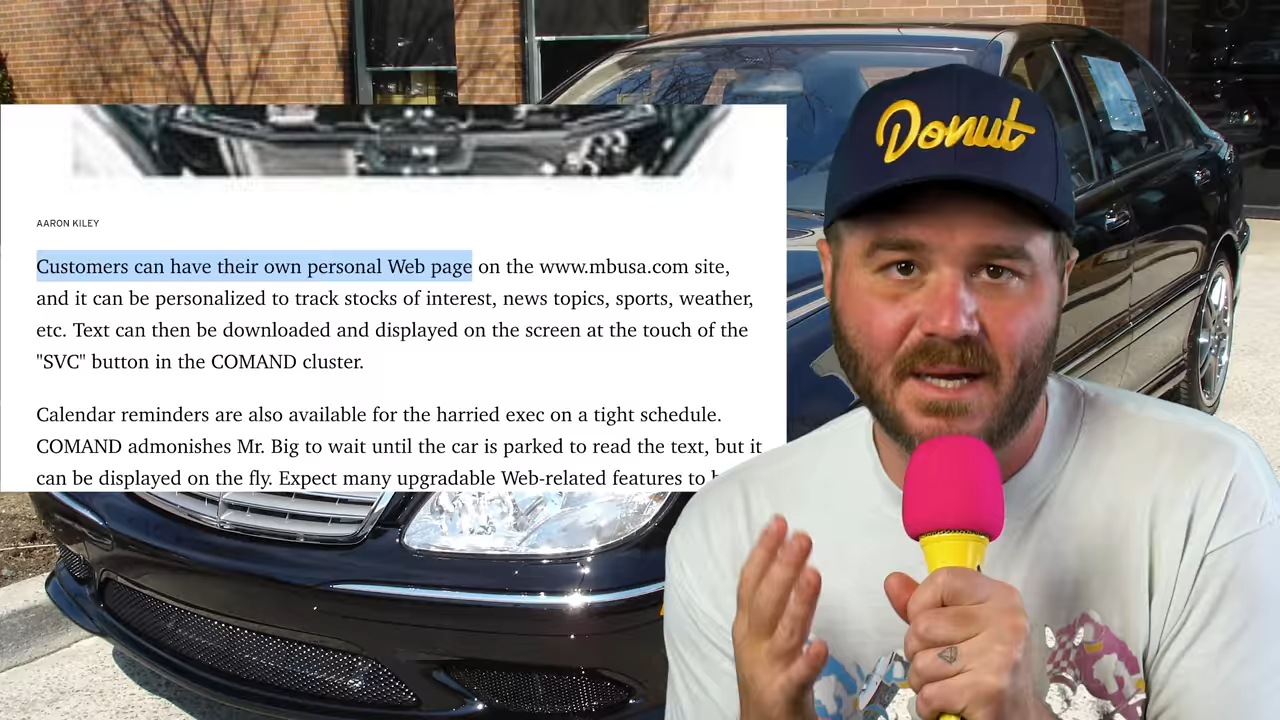 Donut
AARON KILEY
Customers can have their own personal Web page on the www.mbusa.com site,
and it can be personalized to track stocks of interest, news topics, sports, weather,
etc. Text can then be downloaded and displayed on the screen at the touch of the
"SVC" button in the COMAND cluster.
Calendar reminders are also available for the harried exec on a tight schedule.
COMAND admonishes Mr. Big to wait until the car is parked to read the text, but it
can be displayed on the fly. Expect many upgradable Web-related features to